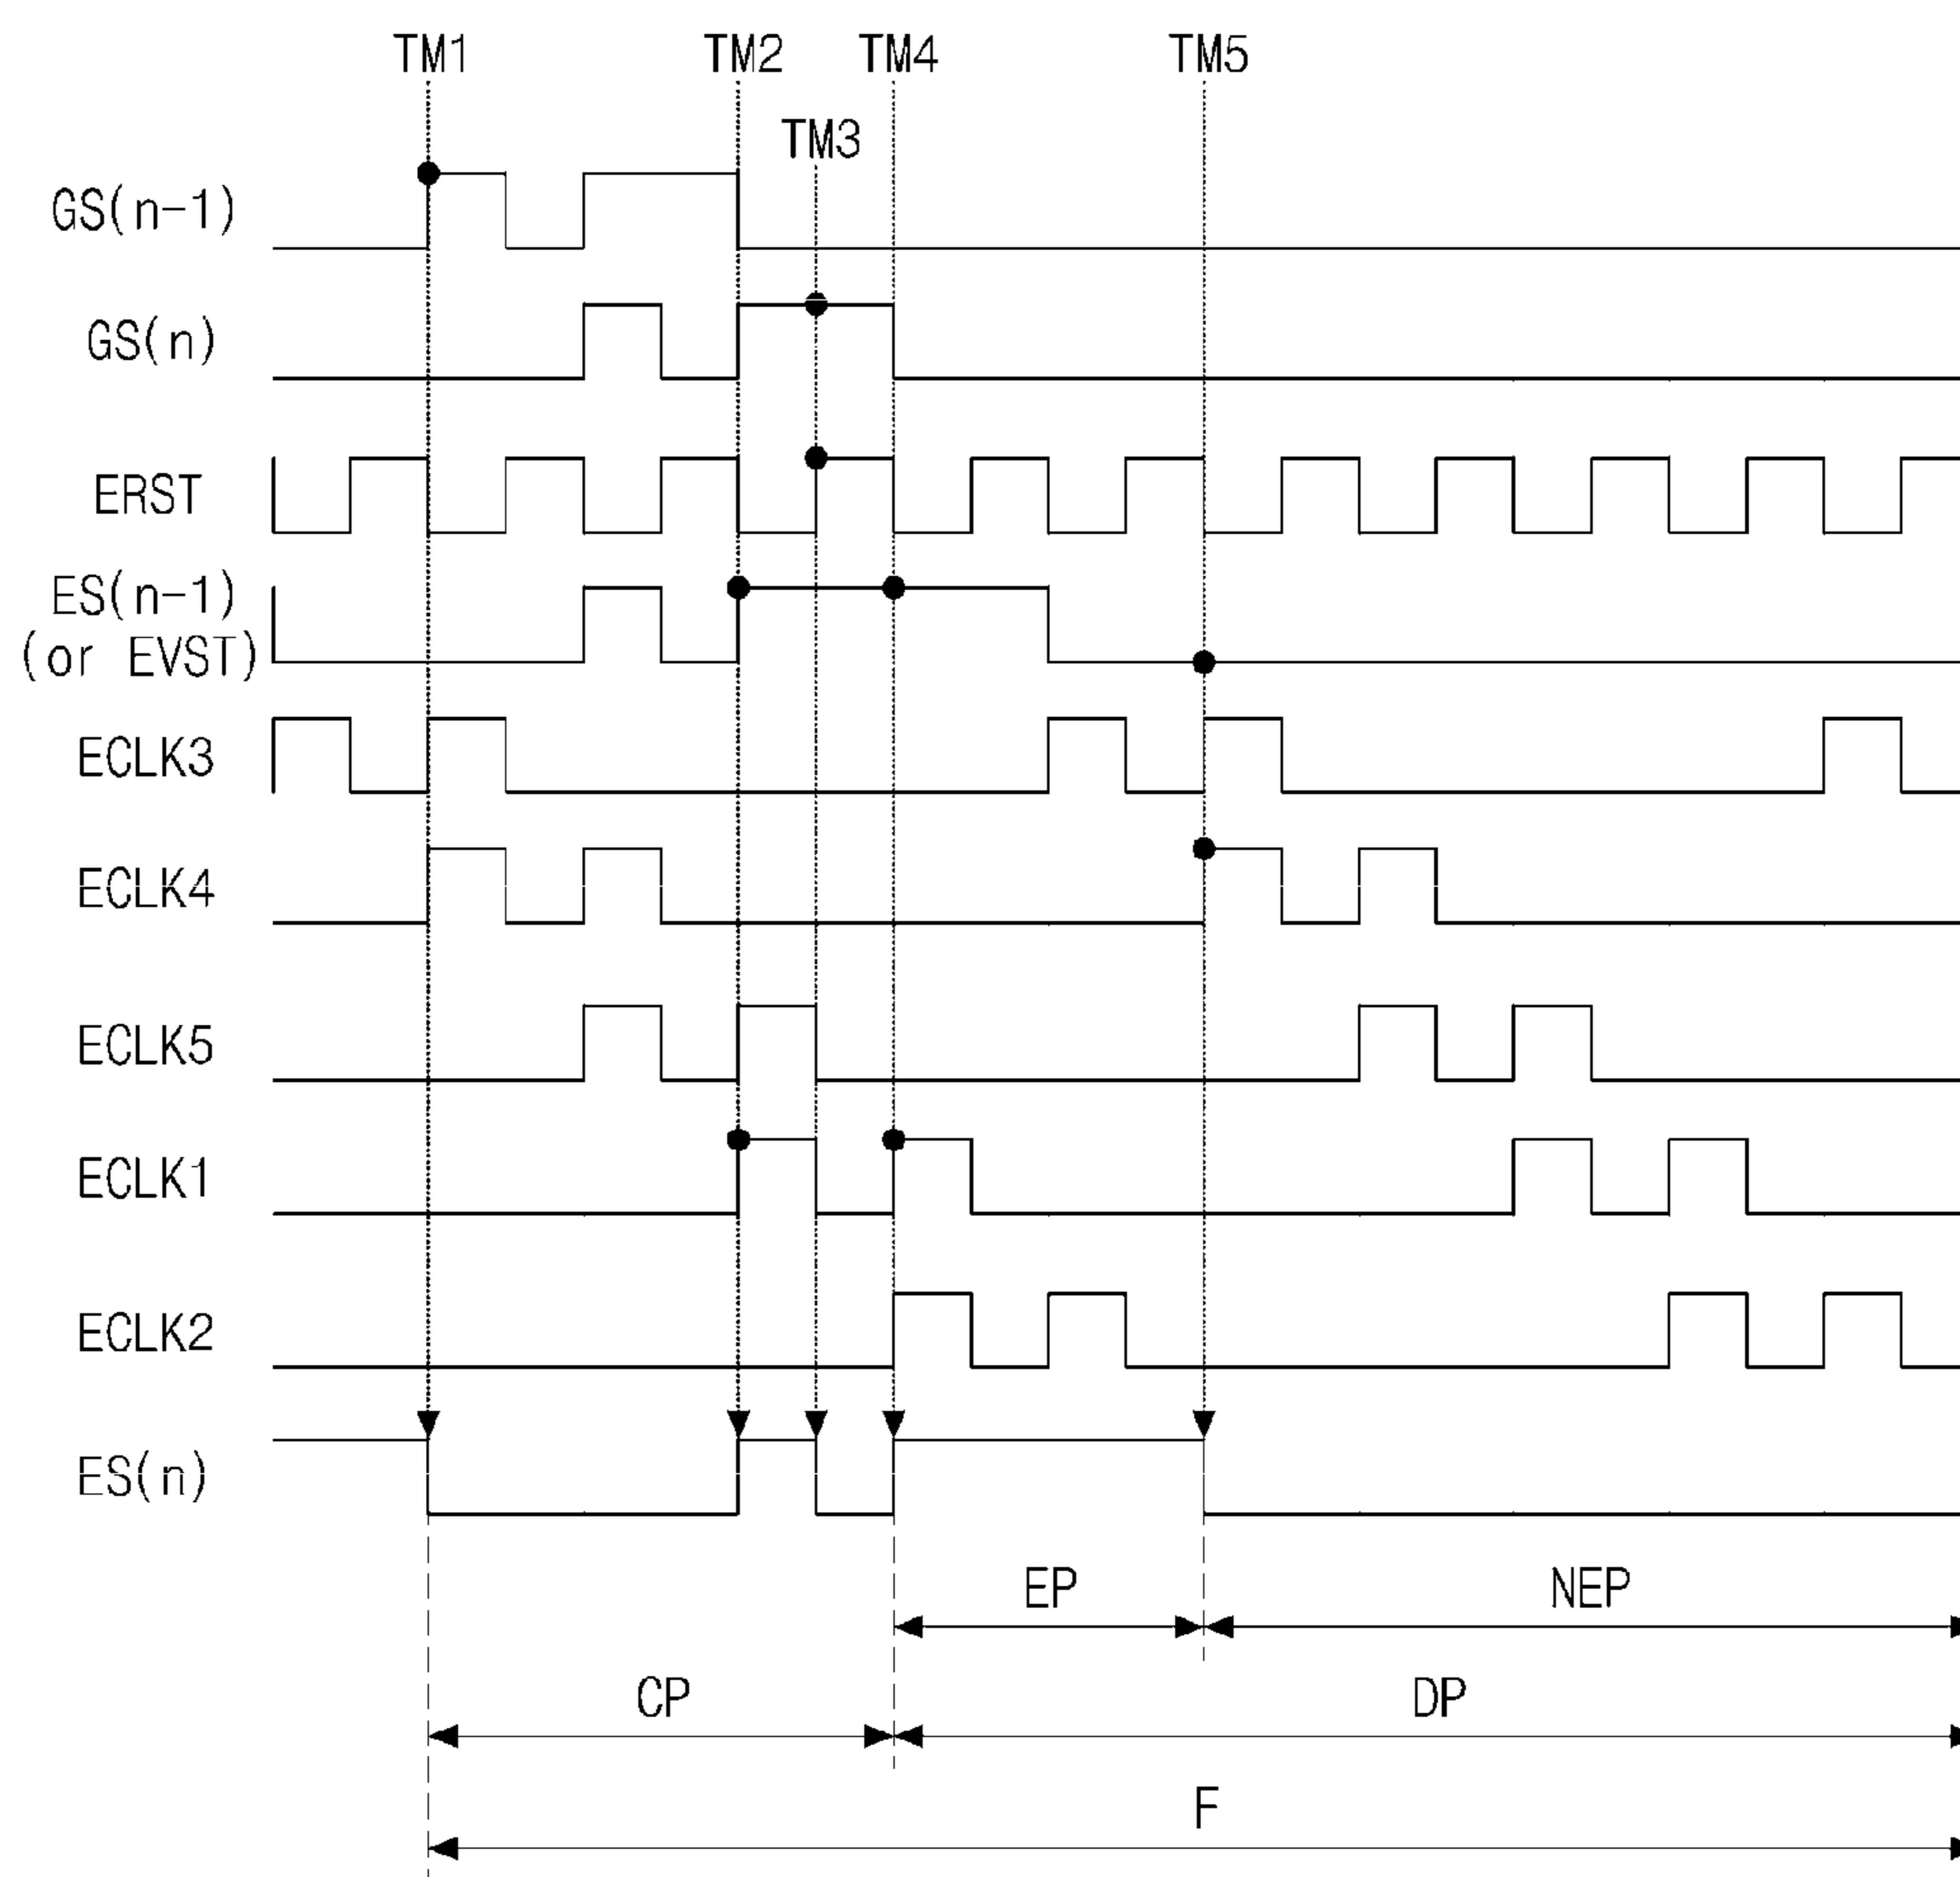 TM1
TM2
TM4
TM5
TM3
GS(n-1)
GS(n)
ERST
ES(n-1)
(or EVST)
ECLK3
ECLK4
ECLK5
ECLK1
ECLK2
ES(n)
EP
NEP
CP
DP
F